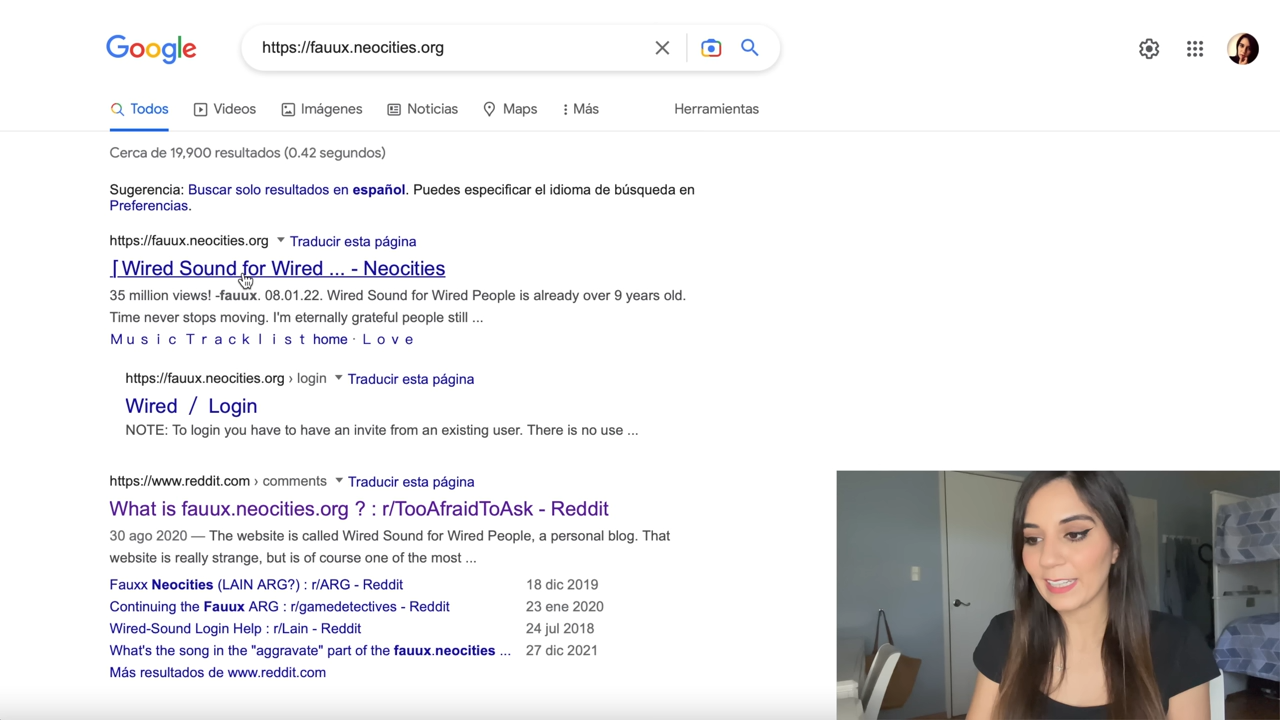 Google
https://fauux.neocities.org
Todos
Videos
Imágenes
Noticias
Maps
Más
Herramientas
Cerca de 19,900 resultados (0.42 segundos)
Sugerencia: Buscar solo resultados en español. Puedes especificar el idioma de búsqueda en
Preferencias.
https://fauux.neocities.org Traducir esta página
⌈Wired Sound for Wired ... - Neocities
35 million views! -fauux. 08.01.22. Wired Sound for Wired People is already over 9 years old.
Time never stops moving. I'm eternally grateful people still ...
Ｍｕｓｉｃ Ｔｒａｃｋｌｉｓｔ home · Ｌｏｖｅ
https://fauux.neocities.org › login Traducir esta página
Wired / Login
NOTE: To login you have to have an invite from an existing user. There is no use ...
https://www.reddit.com › comments Traducir esta página
What is fauux.neocities.org ? : r/TooAfraidToAsk - Reddit
30 ago 2020 — The website is called Wired Sound for Wired People, a personal blog. That
website is really strange, but is of course one of the most ...
Fauxx Neocities (LAIN ARG?) : r/ARG - Reddit 18 dic 2019
Continuing the Fauux ARG : r/gamedetectives - Reddit 23 ene 2020
Wired-Sound Login Help : r/Lain - Reddit 24 jul 2018
What's the song in the "aggravate" part of the fauux.neocities ... 27 dic 2021
Más resultados de www.reddit.com